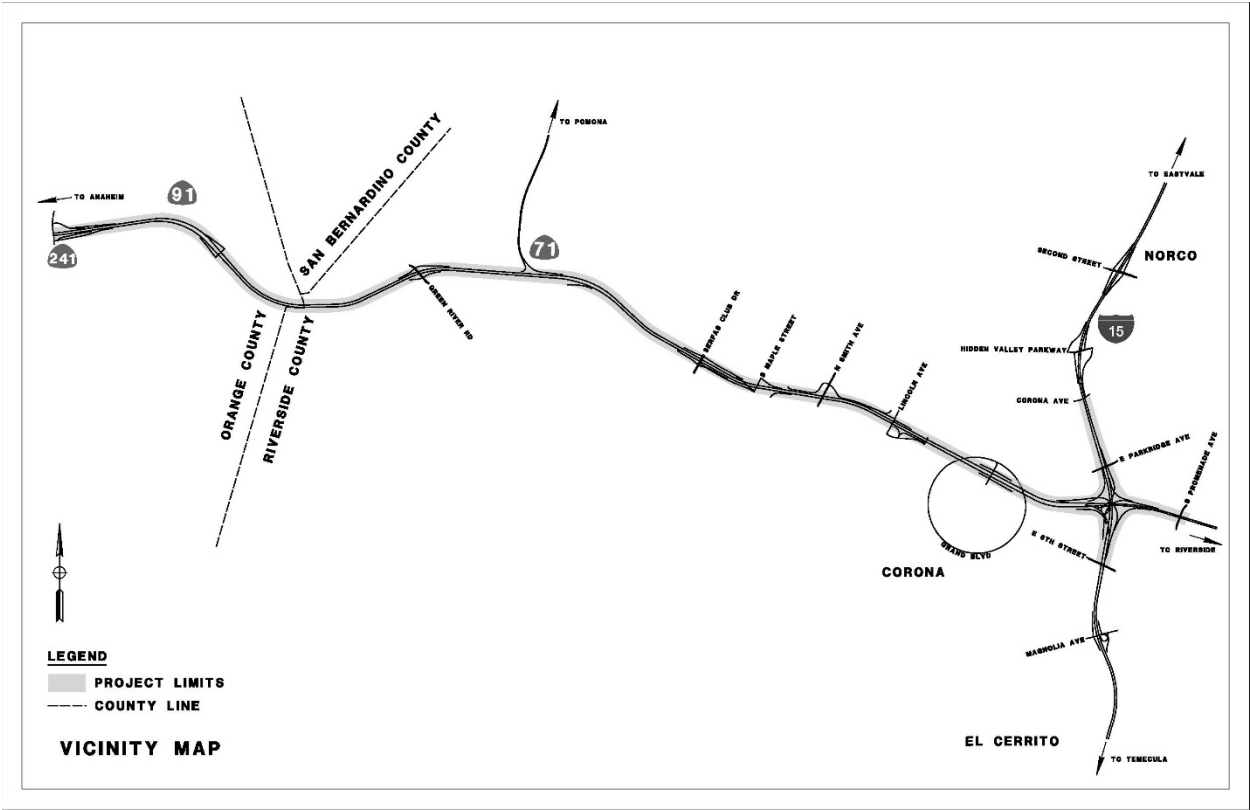 TO POMONA
SAN BERNARDINO COUNTY
TO EASTVALE
91
TO ANAHEIM
241
71
SECOND STREET
NORCO
GREEN RIVER RD
ORANGE COUNTY
RIVERSIDE COUNTY
15
SERFAS CLUB DR
S MAPLE STREET
N SMITH AVE
LINCOLN AVE
HIDDEN VALLEY PARKWAY
CORONA AVE
E PARKRIDGE AVE
S PROMENADE AVE
GRAND BLVD
E 6TH STREET
TO RIVERSIDE
CORONA
MAGNOLIA AVE
LEGEND
PROJECT LIMITS
COUNTY LINE
VICINITY MAP
EL CERRITO
TO TEMECULA